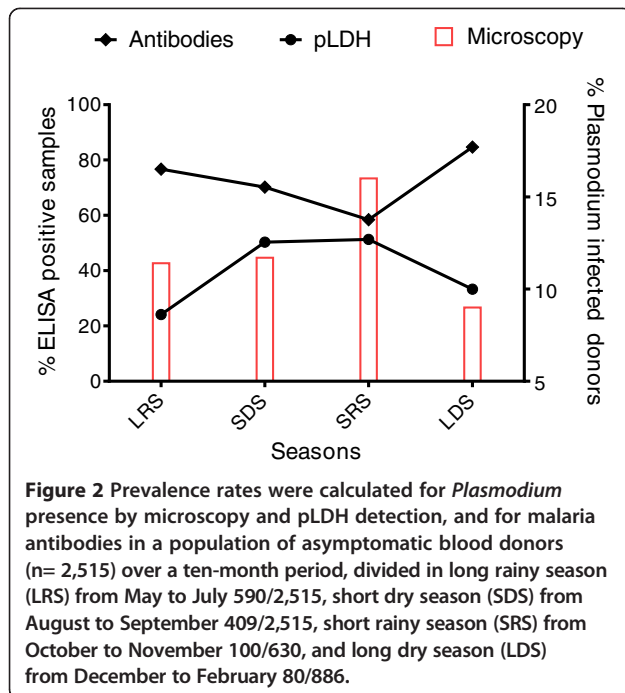 Antibodies pLDH Microscopy
100 20
80
15
60
40 10
20
0 5
% ELISA positive samples
% Plasmodium infected donors
LRS SDS SRS LDS
Seasons
Figure 2 Prevalence rates were calculated for Plasmodium
presence by microscopy and pLDH detection, and for malaria
antibodies in a population of asymptomatic blood donors
(n= 2,515) over a ten-month period, divided in long rainy season
(LRS) from May to July 590/2,515, short dry season (SDS) from
August to September 409/2,515, short rainy season (SRS) from
October to November 100/630, and long dry season (LDS)
from December to February 80/886.